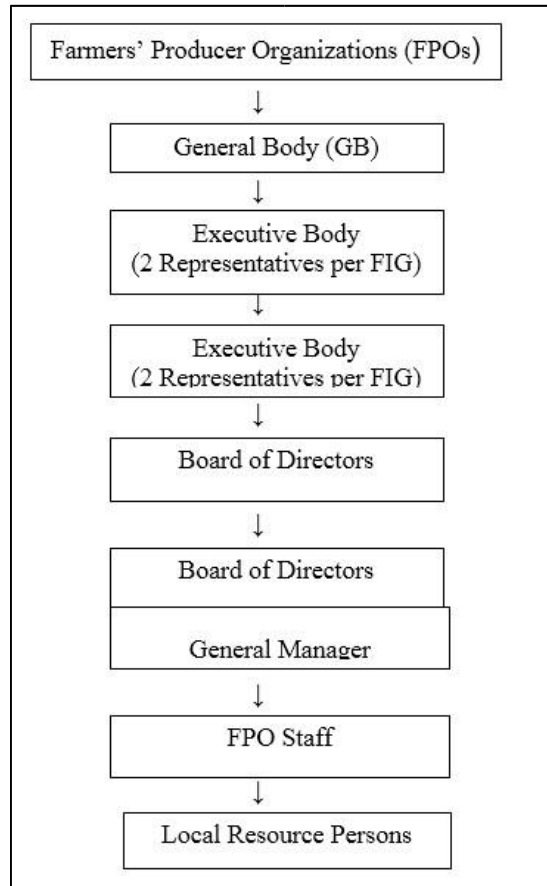 Farmers’ Producer Organizations (FPOs)
↓
General Body (GB)
↓
Executive Body
(2 Representatives per FIG)
↓
Executive Body
(2 Representatives per FIG)
↓
Board of Directors
↓
Board of Directors
General Manager
↓
FPO Staff
↓
Local Resource Persons